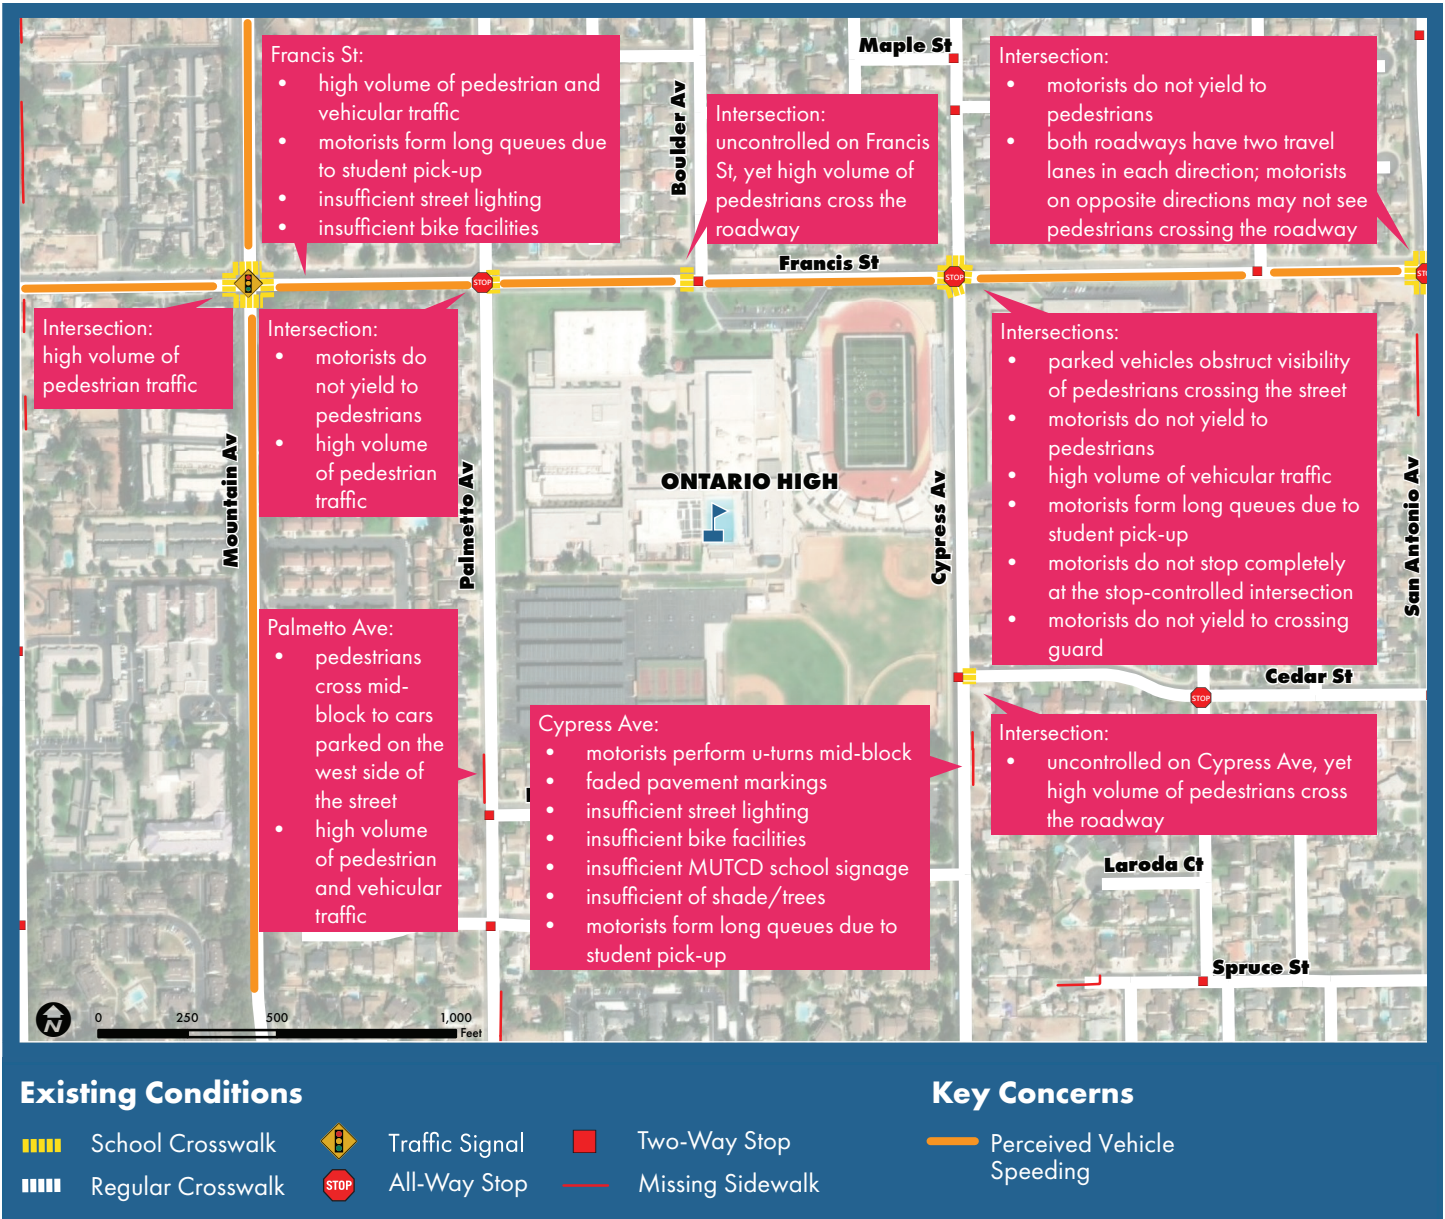 Francis St:
• high volume of pedestrian and
vehicular traffic
• motorists form long queues due
to student pick-up
• insufficient street lighting
• insufficient bike facilities
Boulder Av
Maple St
Intersection:
uncontrolled on Francis
St, yet high volume of
pedestrians cross the
roadway
Intersection:
• motorists do not yield to
pedestrians
• both roadways have two travel
lanes in each direction; motorists
on opposite directions may not see
pedestrians crossing the roadway
Francis St
STOP
STOP
Intersection:
high volume of
pedestrian traffic
Intersection:
• motorists do
not yield to
pedestrians
• high volume
of pedestrian
traffic
Intersections:
• parked vehicles obstruct visibility
of pedestrians crossing the street
• motorists do not yield to
pedestrians
• high volume of vehicular traffic
• motorists form long queues due to
student pick-up
• motorists do not stop completely
at the stop-controlled intersection
• motorists do not yield to crossing
guard
Mountain Av
Palmetto Av
ONTARIO HIGH
Cypress Av
San Antonio Av
Palmetto Ave:
• pedestrians
cross mid-
block to cars
parked on the
west side of
the street
• high volume
of pedestrian
and vehicular
traffic
Cypress Ave:
• motorists perform u-turns mid-block
• faded pavement markings
• insufficient street lighting
• insufficient bike facilities
• insufficient MUTCD school signage
• insufficient of shade/trees
• motorists form long queues due to
student pick-up
Cedar St
STOP
Intersection:
• uncontrolled on Cypress Ave, yet
high volume of pedestrians cross
the roadway
Laroda Ct
Spruce St
N
0 250 500 1,000
Feet
Existing Conditions
School Crosswalk
Traffic Signal
Two-Way Stop
Regular Crosswalk
STOP
All-Way Stop
Missing Sidewalk
Key Concerns
Perceived Vehicle
Speeding